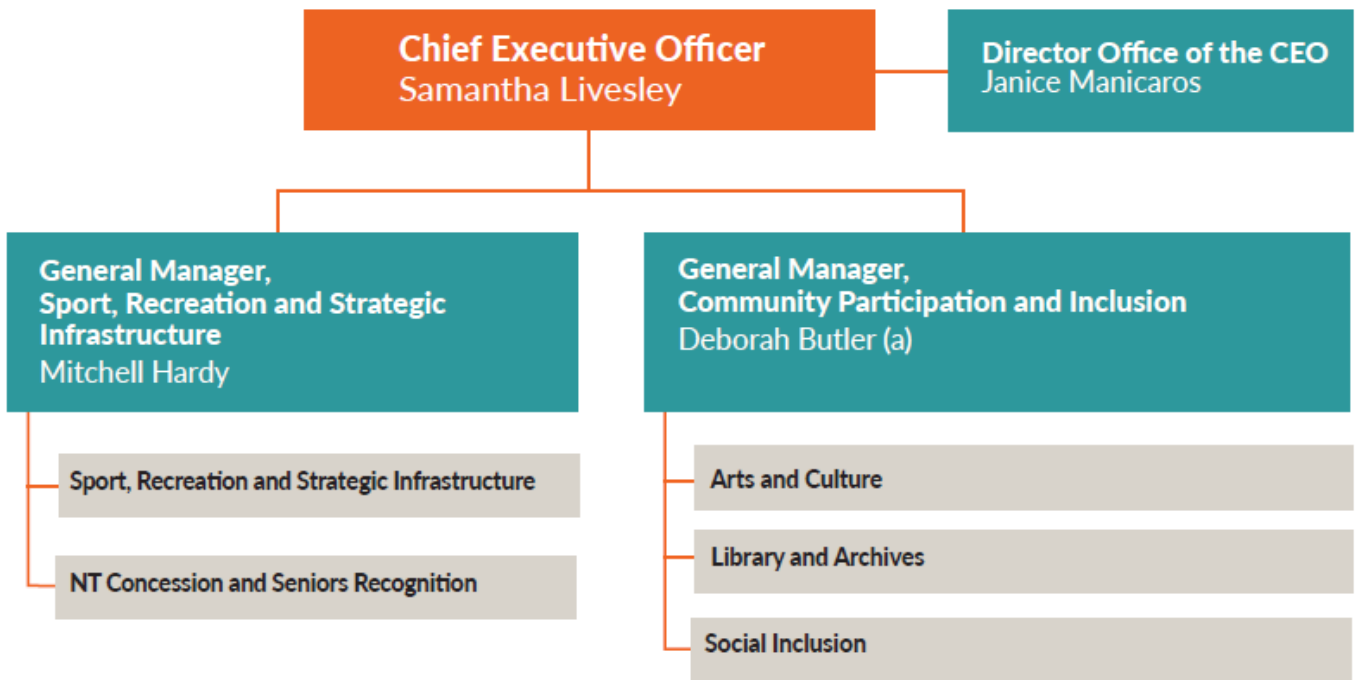 Chief Executive Officer
Samantha Livesley
Director Office of the CEO
Janice Manicaros
General Manager,
Sport, Recreation and Strategic
Infrastructure
Mitchell Hardy
General Manager,
Community Participation and Inclusion
Deborah Butler (a)
Sport, Recreation and Strategic Infrastructure
NT Concession and Seniors Recognition
Arts and Culture
Library and Archives
Social Inclusion